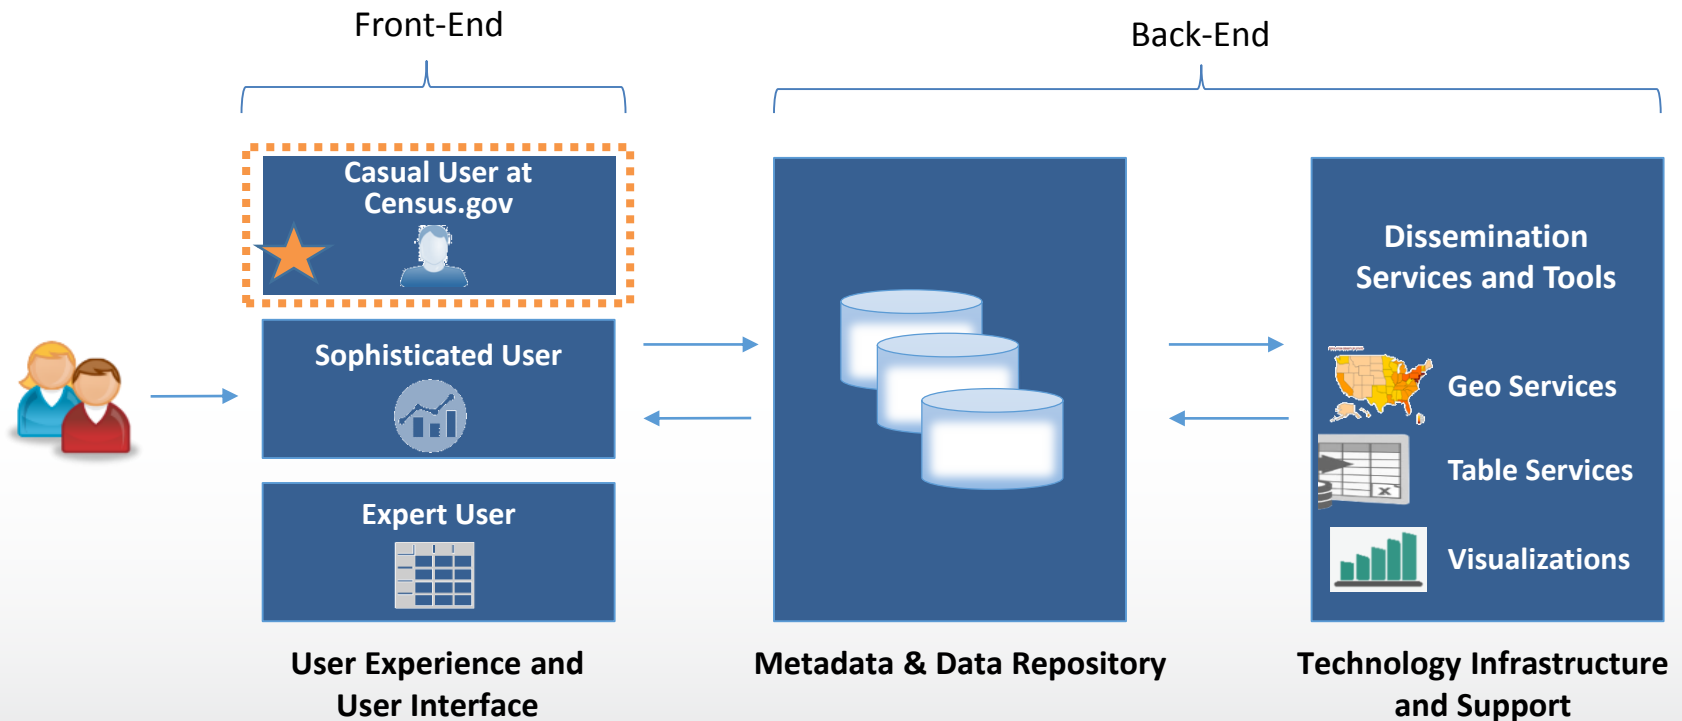 Front-End
Back-End
Casual User at
Census.gov
Sophisticated User
Expert User
Dissemination
Services and Tools
Geo Services
Table Services
X
Visualizations
User Experience and
User Interface
Metadata & Data Repository
Technology Infrastructure
and Support